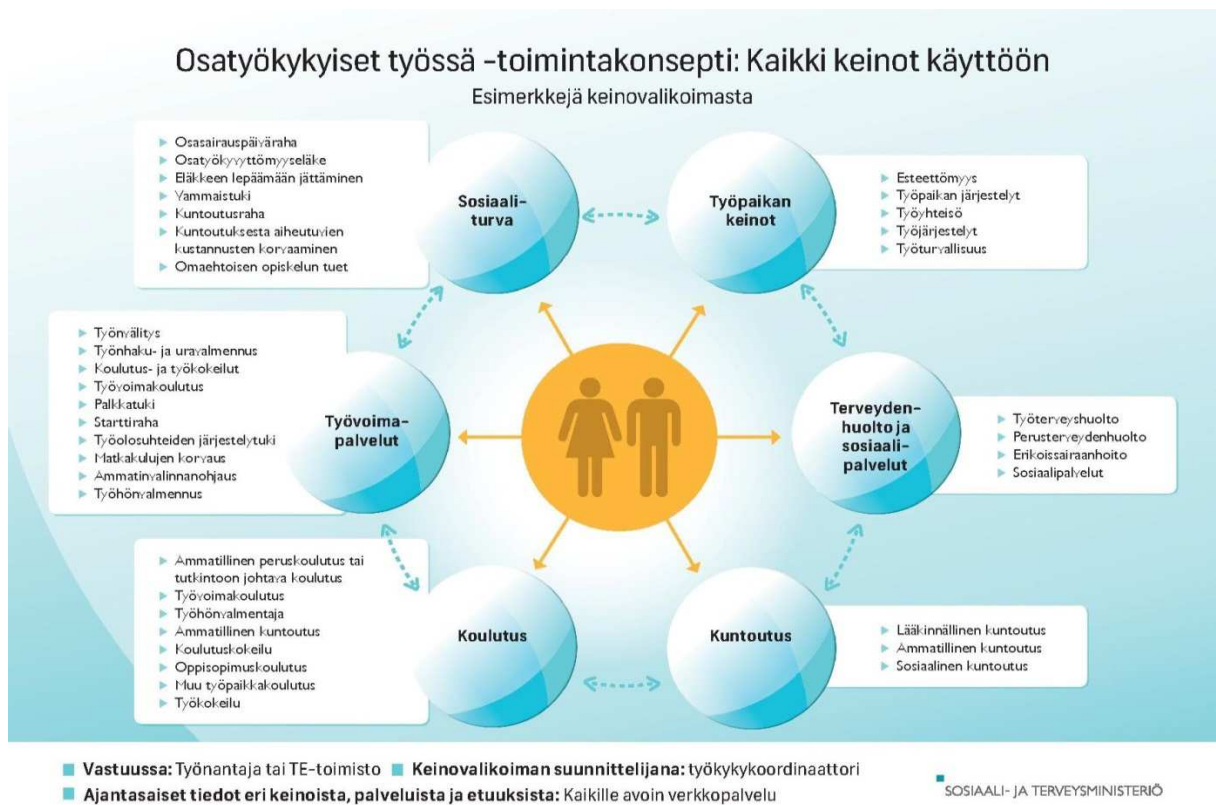 Osatyökykyiset työssä -toimintakonsepti: Kaikki keinot käyttöön
Esimerkkejä keinovalikoimasta
Osasairauspäiväraha
Osatyökyvyttömyyseläke
Eläkkeen lepäämään jättäminen
Vammaistuki
Kuntoutusraha
Kuntoutuksesta aiheutuvien
kustannusten korvaaminen
Omaehtoisen opiskelun tuet
Sosiaali-
turva
Työpaikan
keinot
Esteettömyys
Työpaikan järjestelyt
Työyhteisö
Työjärjestelyt
Työturvallisuus
Työnvälitys
Työnhaku- ja uravalmennus
Koulutus- ja työkokeilut
Työvoimakoulutus
Palkkatuki
Starttiraha
Työolosuhteiden järjestelytuki
Matkakulujen korvaus
Ammatinvalinnanohjaus
Työhönvalmennus
Työvoima-
palvelut
Terveyden-
huolto ja
sosiaali-
palvelut
Työterveyshuolto
Perusterveydenhuolto
Erikoissairaanhoito
Sosiaalipalvelut
Ammatillinen peruskoulutus tai
tutkintoon johtava koulutus
Työvoimakoulutus
Työhönvalmentaja
Ammatillinen kuntoutus
Koulutuskokeilu
Oppisopimuskoulutus
Muu työpaikkakoulutus
Työkokeilu
Koulutus
Kuntoutus
Lääkinnällinen kuntoutus
Ammatillinen kuntoutus
Sosiaalinen kuntoutus
Vastuussa: Työnantaja tai TE-toimisto Keinovalikoiman suunnittelijana: työkykykoordinaattori
Ajantasaiset tiedot eri keinoista, palveluista ja etuuksista: Kaikille avoin verkkopalvelu
SOSIAALI- JA TERVEYSMINISTERIÖ